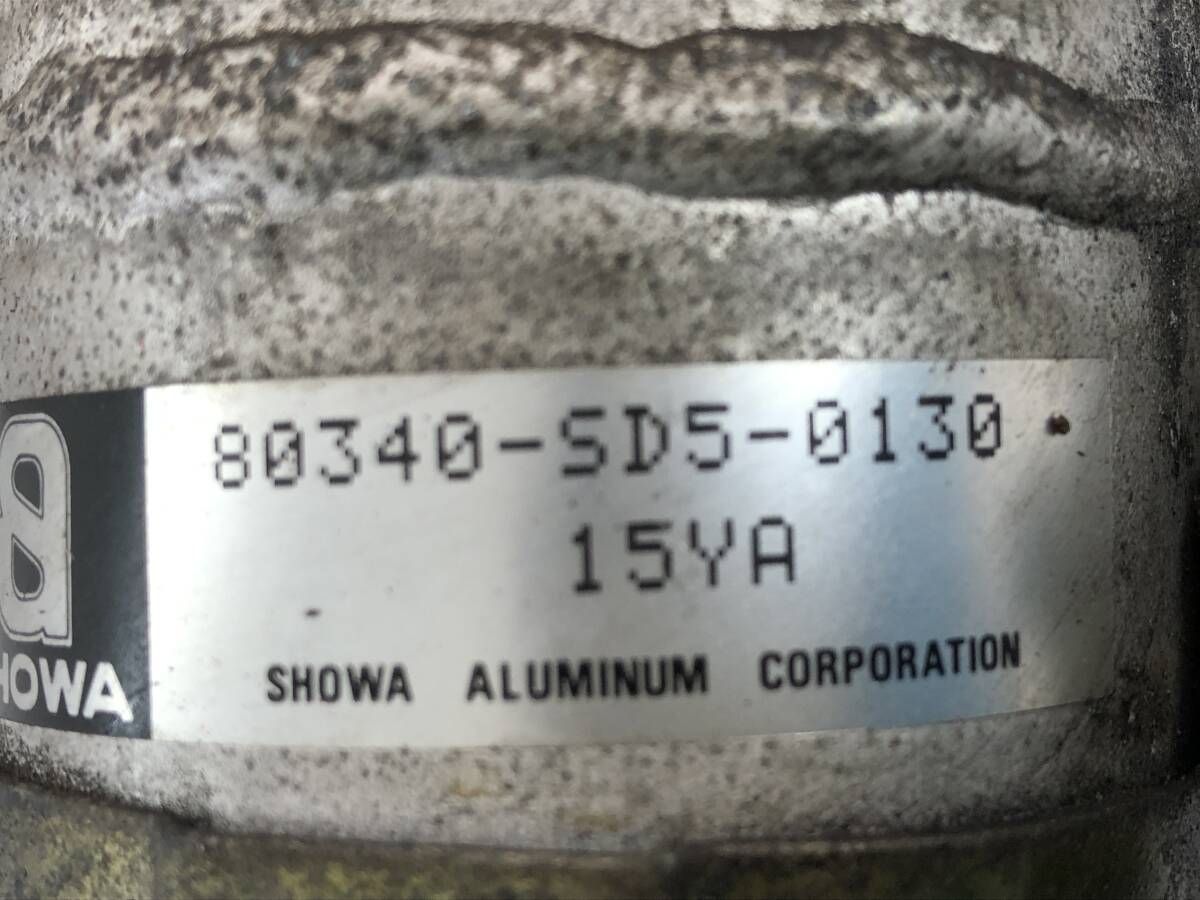 80340-SD5-0130
15YA
HOWA
SHOWA ALUMINUM CORPORATION